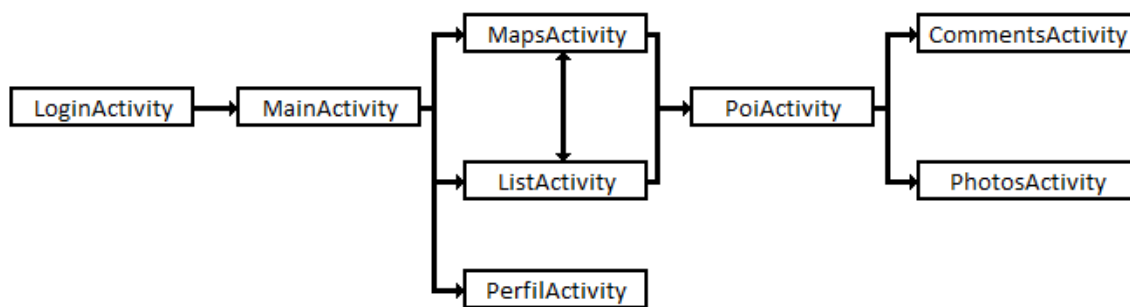 MapsActivity
CommentsActivity
LoginActivity
MainActivity
PoiActivity
ListActivity
PhotosActivity
PerfilActivity